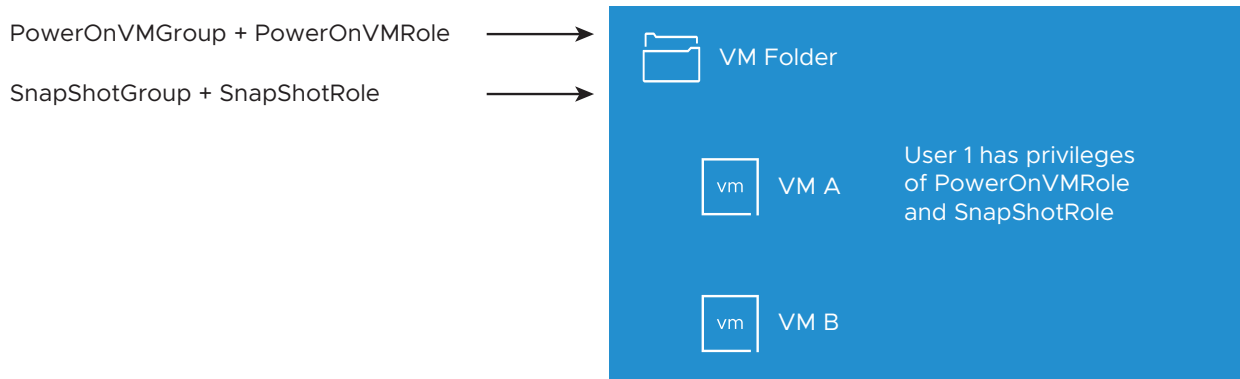 PowerOnVMGroup + PowerOnVMRole
SnapShotGroup + SnapShotRole
VM Folder
vm
VM A
User 1 has privileges
of PowerOnVMRole
and SnapShotRole
vm
VM B